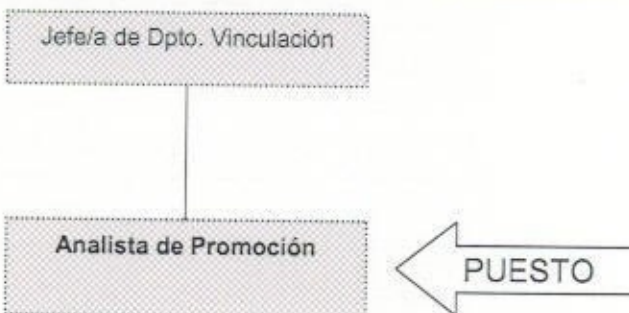 Jefe/a de Dpto. Vinculación
Analista de Promoción
PUESTO